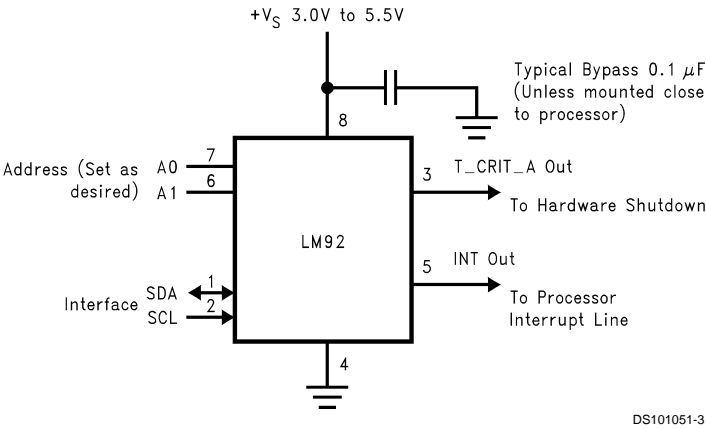 +VS 3.0V to 5.5V
Typical Bypass 0.1 μF
(Unless mounted close
to processor)
8
Address (Set as
desired)
A0
7
A1
6
3
T_CRIT_A Out
To Hardware Shutdown
LM92
5
INT Out
To Processor
Interrupt Line
Interface
SDA
1
SCL
2
4
DS101051-3